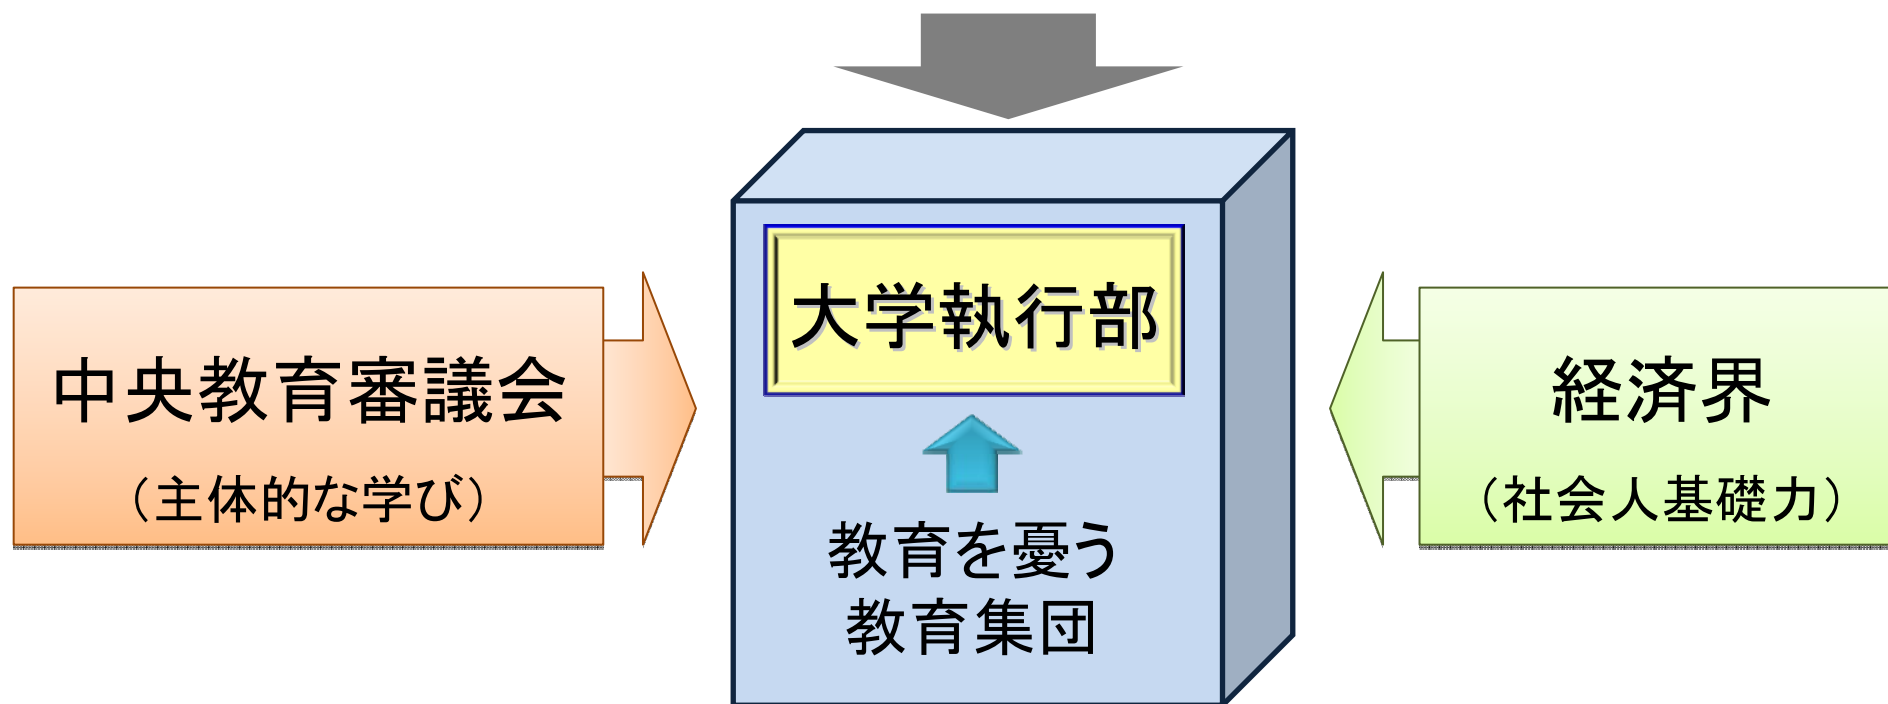 大学執行部
中央教育審議会
（主体的な学び）
経済界
（社会人基礎力）
教育を憂う
教育集団